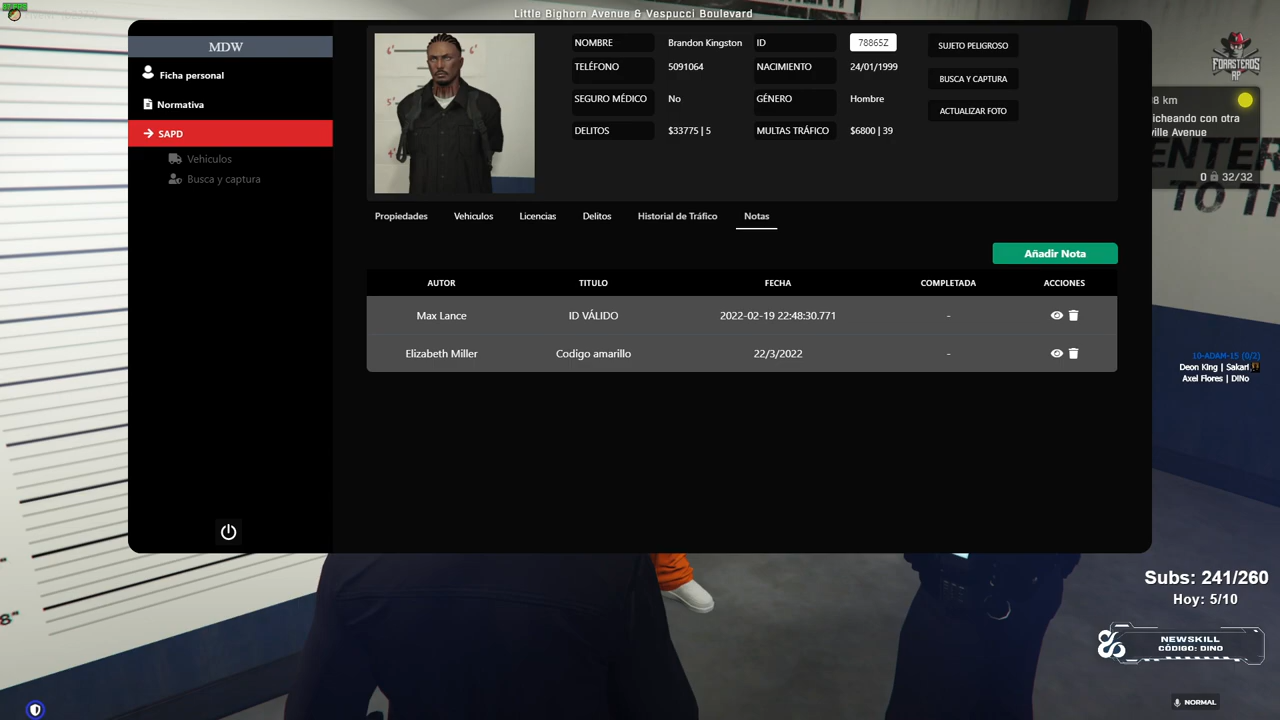 Little Bighorn Avenue & Vespucci Boulevard
MDW
Ficha personal
Normativa
SAPD
Vehiculos
Busca y captura
NOMBRE Brandon Kingston ID 78865Z
TELÉFONO 5091064 NACIMIENTO 24/01/1999
SEGURO MÉDICO No GÉNERO Hombre
DELITOS $33775 | 5 MULTAS TRÁFICO $6800 | 39
SUJETO PELIGROSO
BUSCA Y CAPTURA
ACTUALIZAR FOTO
Propiedades Vehiculos Licencias Delitos Historial de Tráfico Notas
Añadir Nota
AUTOR TITULO FECHA COMPLETADA ACCIONES
Max Lance ID VÁLIDO 2022-02-19 22:48:30.771 -
Elizabeth Miller Codigo amarillo 22/3/2022 -
FORASTEROS
RP
km
icheando con otra
ville Avenue
0 32/32
ENTER
TO TR
10-ADAM-15 (0/2)
Deon King | Sakari
Axel Flores | DINo
Subs: 241/260
Hoy: 5/10
NEWSKILL
CÓDIGO: DINO
NORMAL